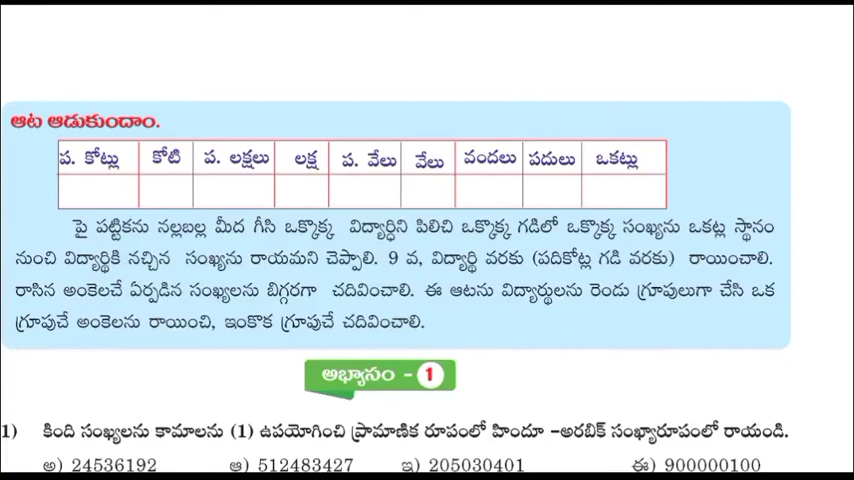 ఆట ఆడుకుందాం.
ప. కోట్లు కోటి ప. లక్షలు లక్ష ప. వేలు వేలు వందలు పదులు ఒకట్లు
పై పట్టికను నల్లబల్ల మీద గీసి ఒక్కొక్క విద్యార్థిని పిలిచి ఒక్కొక్క గడిలో ఒక్కొక్క సంఖ్యను ఒకట్ల స్థానం
నుంచి విద్యార్థికి నచ్చిన సంఖ్యను రాయమని చెప్పాలి. 9 వ, విద్యార్థి వరకు (పదికోట్ల గడి వరకు) రాయించాలి.
రాసిన అంకెలచే ఏర్పడిన సంఖ్యలను బిగ్గరగా చదివించాలి. ఈ ఆటను విద్యార్థులను రెండు గ్రూపులుగా చేసి ఒక
గ్రూపుచే అంకెలను రాయించి, ఇంకొక గ్రూపుచే చదివించాలి.
అభ్యాసం - 1
1) కింది సంఖ్యలను కామాలను (1) ఉపయోగించి ప్రామాణిక రూపంలో హిందూ -అరబిక్ సంఖ్యారూపంలో రాయండి.
అ) 24536192 ఆ) 512483427 ఇ) 205030401 ఈ) 900000100